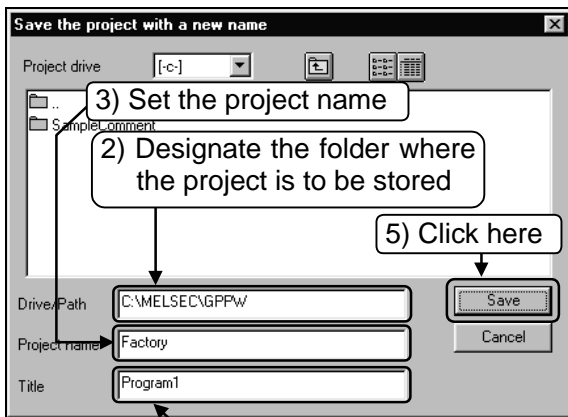 Save the project with a new name
Project drive [-c-]
..
3) Set the project name
SampleComment
2) Designate the folder where
the project is to be stored
5) Click here
Drive/Path C:\MELSEC\GPPW Save
Project name Factory Cancel
Title Program1